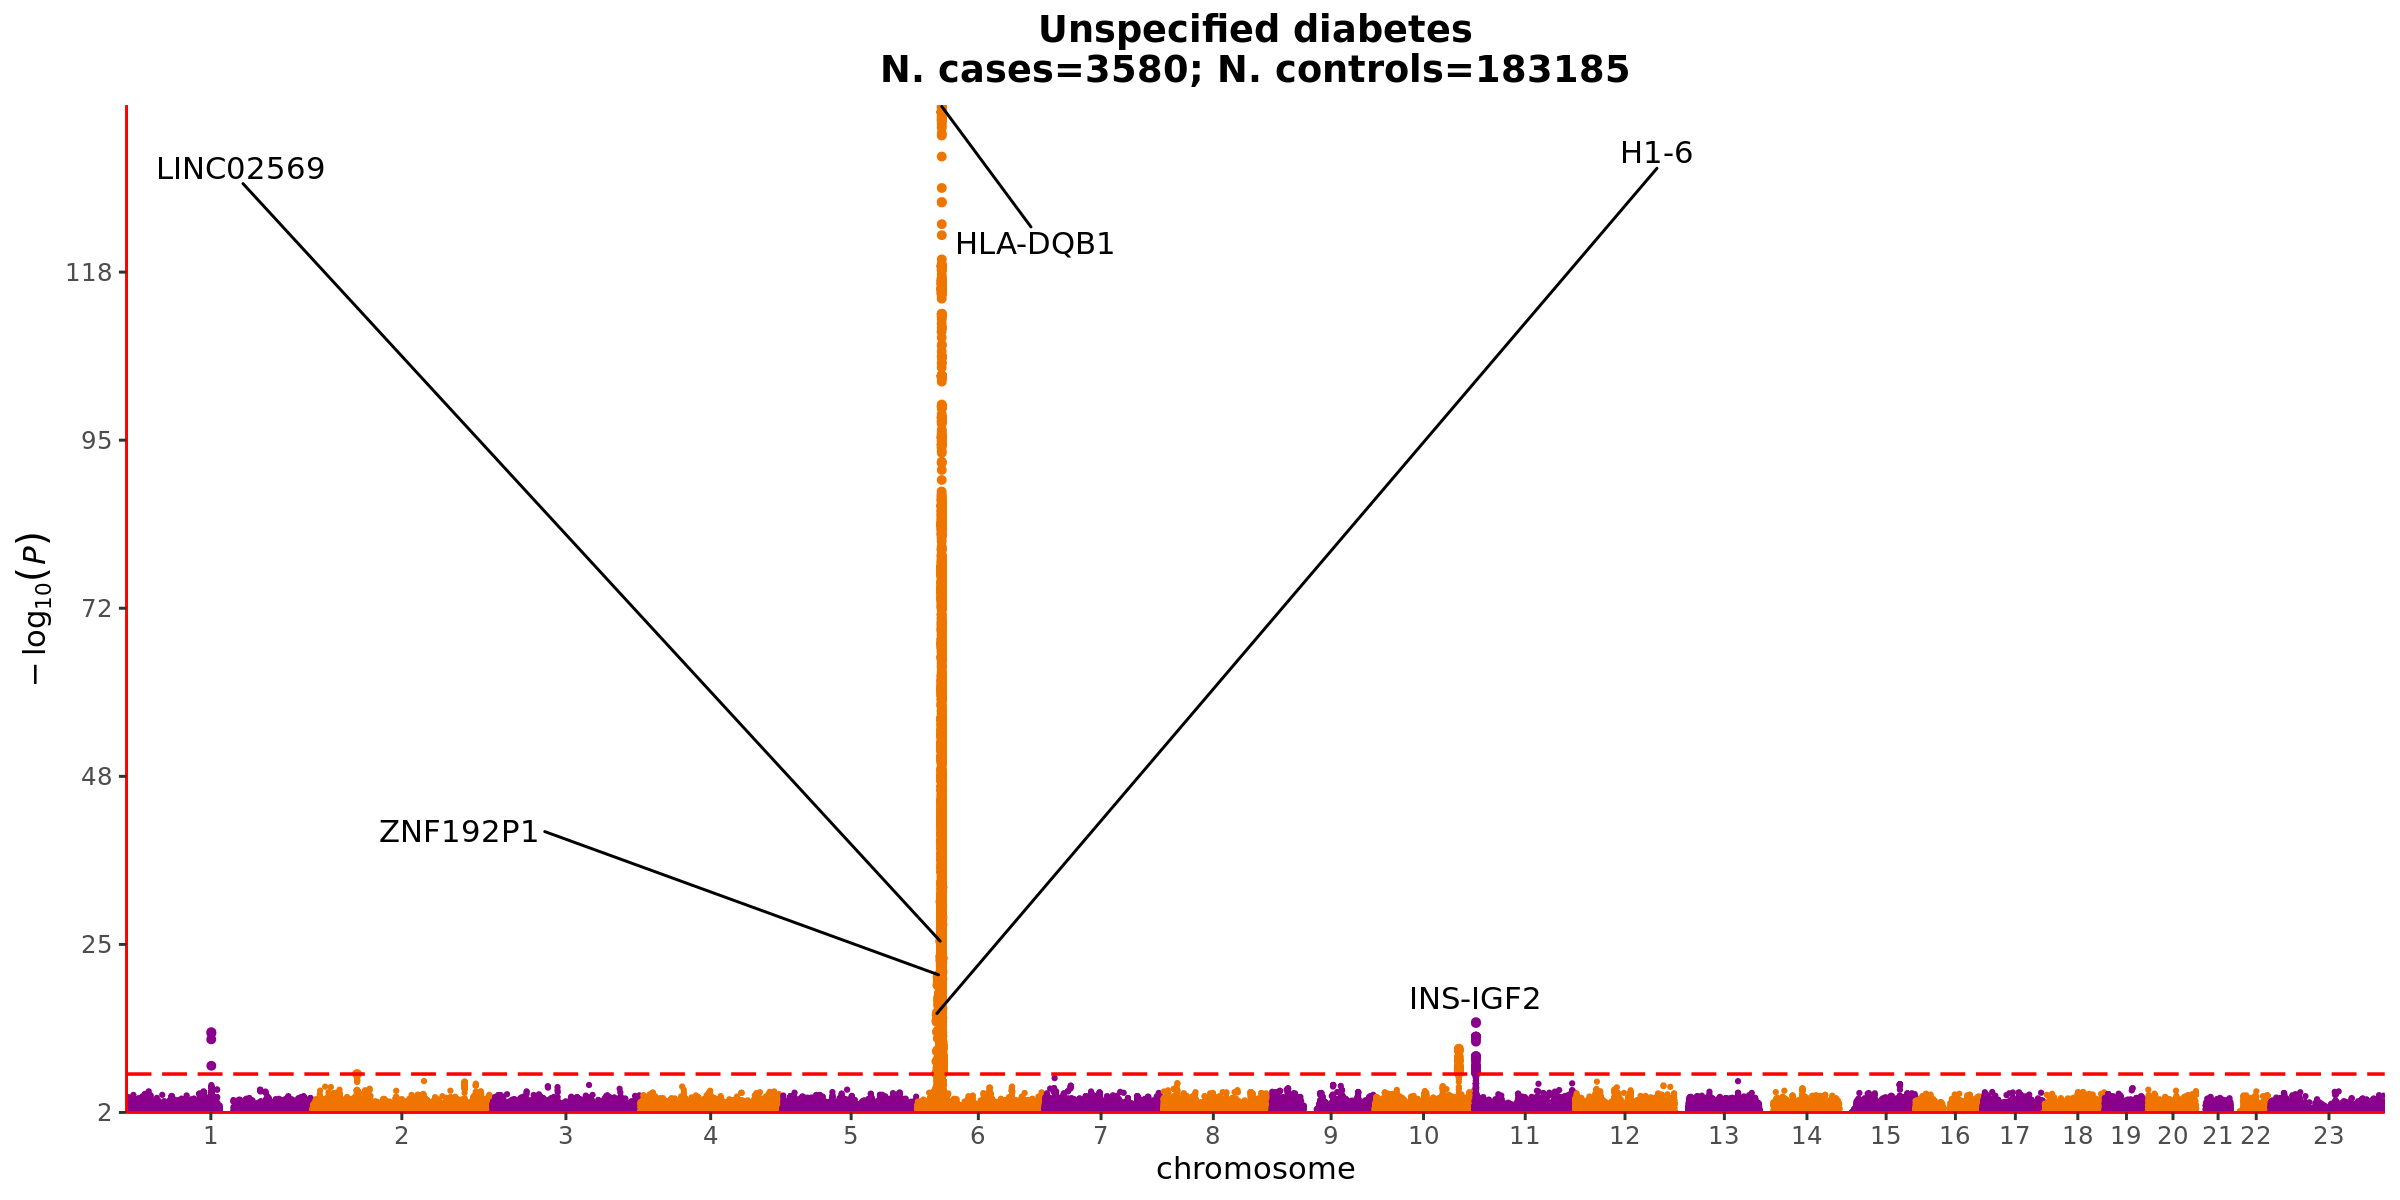 Unspecified diabetes
N. cases=3580; N. controls=183185
LINC02569
H1-6
HLA-DQB1
118
95
72
48
25
2
−log10(P)
ZNF192P1
INS-IGF2
1 2 3 4 5 6 7 8 9 10 11 12 13 14 15 16 17 18 19 20 21 22 23
chromosome